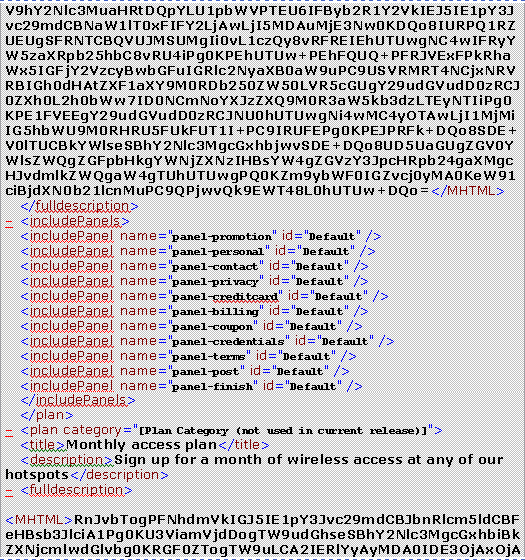 V9hY2Nlc3MuaHRtDQpYLU1pbWVPTEU6IFByb2R1Y2VkIEJ5IE1pY3J
vc29mdCBNaW1lT0xFIFY2LjAwLjI5MDAuMjE3Nw0KDQo8IURPQ1RZ
UEUgSFRNTCBQVUJMSUMgIi0vL1czQy8vRFREIEhUTUwgNC4wIFRyY
W5zaXRpb25hbC8vRU4iPg0KPEhUTUw+PEhFQUQ+PFRJVExFPkRha
Wx5IGFjY2VzcyBwbGFuIGRlc2NyaXB0aW9uPC9USVRMRT4NCjxNRV
RBIGh0dHAtZXF1aXY9M0RDb250ZW50LVR5cGUgY29udGVudD0zRCJ
0ZXh0L2h0bWw7ID0NCmNoYXJzZXQ9M0R3aW5kb3dzLTEyNTIiPg0
KPE1FVEEgY29udGVudD0zRCJNU0hUTUwgNi4wMC4yOTAwLjI1MjMi
IG5hbWU9M0RHRU5FUkFUT1I+PC9IRUFEPg0KPEJPRFk+DQo8SDE+
V0lTUCBkYWlseSBhY2Nlc3MgcGxhbjwvSDE+DQo8UD5UaGUgZGV0Y
WlsZWQgZGFpbHkgYWNjZXNzIHBsYW4gZGVzY3JpcHRpb24gaXMgc
HJvdmlkZWQgaW4gTUhUTUwgPQ0KZm9ybWF0IGZvcj0yMA0KeW91
ciBjdXN0b21lcnMuPC9QPjwvQk9EWT48L0hUTUw+DQo=</MHTML>
</fulldescription>
- <includePanels>
<includePanel name="panel-promotion" id="Default" />
<includePanel name="panel-personal" id="Default" />
<includePanel name="panel-contact" id="Default" />
<includePanel name="panel-privacy" id="Default" />
<includePanel name="panel-creditcard" id="Default" />
<includePanel name="panel-billing" id="Default" />
<includePanel name="panel-coupon" id="Default" />
<includePanel name="panel-credentials" id="Default" />
<includePanel name="panel-terms" id="Default" />
<includePanel name="panel-post" id="Default" />
<includePanel name="panel-finish" id="Default" />
</includePanels>
</plan>
- <plan category="[Plan Category (not used in current release)]">
<title>Monthly access plan</title>
<description>Sign up for a month of wireless access at any of our
hotspots</description>
- <fulldescription>
<MHTML>RnJvbTogPFNhdmVkIGJ5IE1pY3Jvc29mdCBJbnRlcm5ldCBF
eHBsb3JlciA1Pg0KU3ViamVjdDogTW9udGhseSBhY2Nlc3MgcGxhbiBk
ZXNjcmlwdGlvbg0KRGF0ZTogTW9uLCA2IERlYyAyMDA0IDE3OjAxOjQx